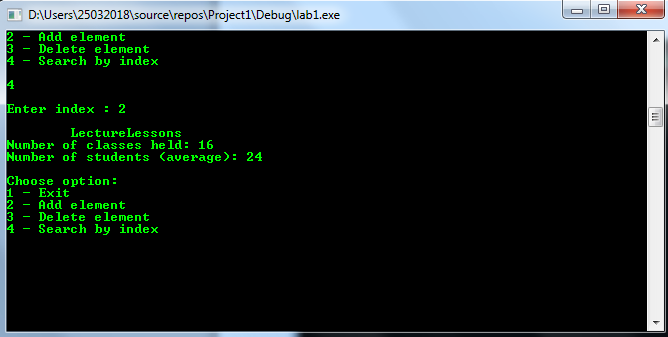 D:\Users\25032018\source\repos\Project1\Debug\lab1.exe
2 - Add element
3 - Delete element
4 - Search by index
4
Enter index : 2
LectureLessons
Number of classes held: 16
Number of students (average): 24
Choose option:
1 - Exit
2 - Add element
3 - Delete element
4 - Search by index